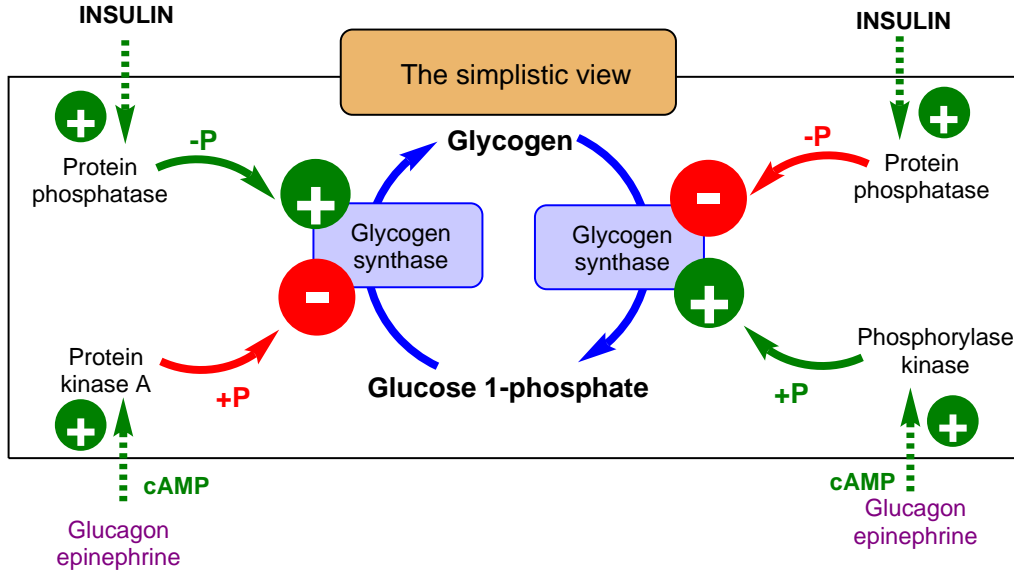 INSULIN
INSULIN
The simplistic view
+
+
-P
Glycogen
-P
Protein
phosphatase
Protein
phosphatase
+
-
Glycogen
synthase
Glycogen
synthase
-
+
Protein
kinase A
+P
Glucose 1-phosphate
+P
Phosphorylase
kinase
+
+
cAMP
cAMP
Glucagon
epinephrine
Glucagon
epinephrine